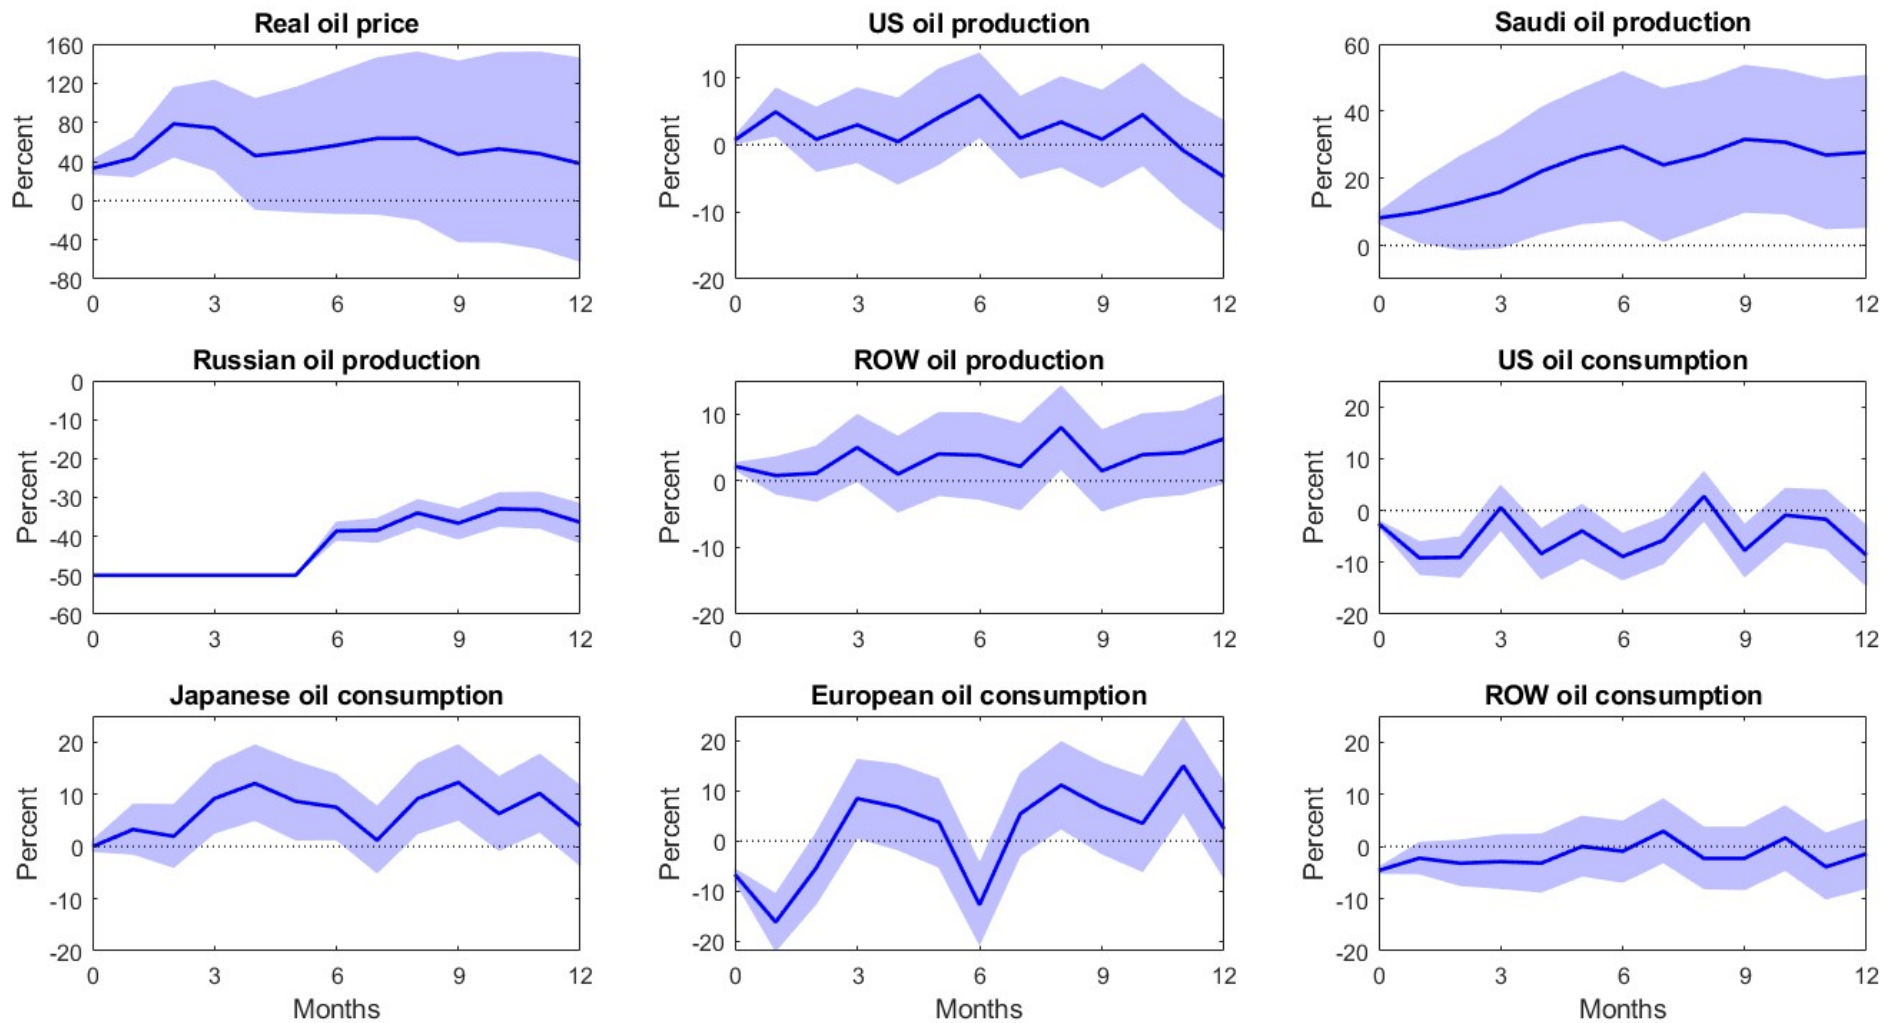 Real oil price
160
120
80
40
0
-40
-80
Percent
0 3 6 9 12
US oil production
10
0
-10
-20
Percent
0 3 6 9 12
Saudi oil production
60
40
20
0
Percent
0 3 6 9 12
Russian oil production
0
-10
-20
-30
-40
-50
-60
Percent
0 3 6 9 12
ROW oil production
10
0
-10
-20
Percent
0 3 6 9 12
US oil consumption
20
10
0
-10
-20
Percent
0 3 6 9 12
Japanese oil consumption
20
10
0
-10
-20
Percent
0 3 6 9 12
Months
European oil consumption
20
10
0
-10
-20
Percent
0 3 6 9 12
Months
ROW oil consumption
20
10
0
-10
-20
Percent
0 3 6 9 12
Months